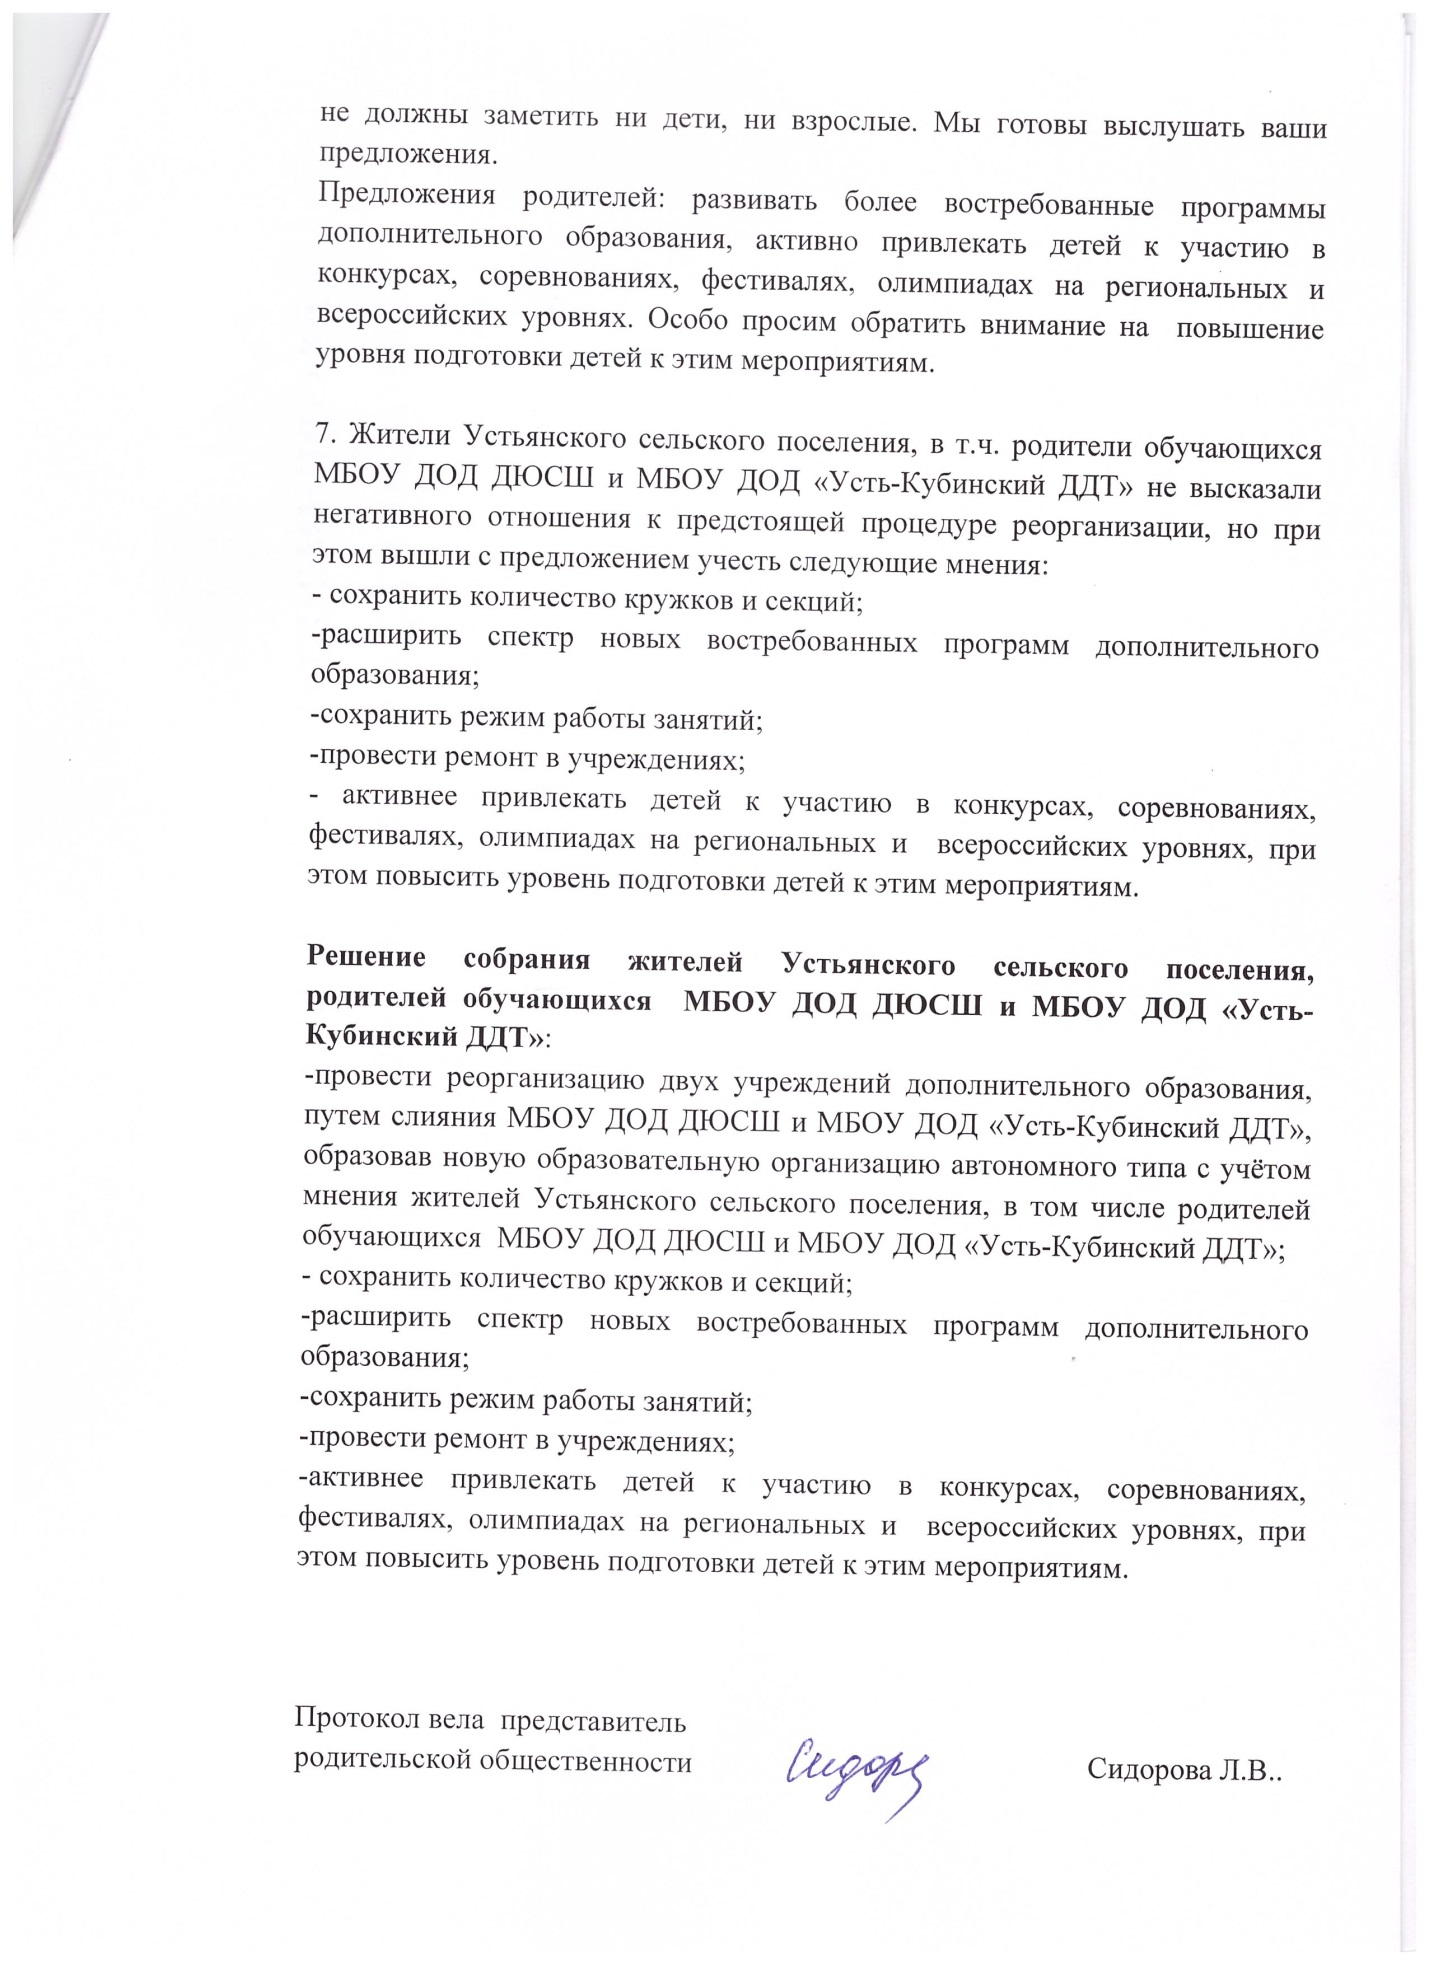 не должны заметить ни дети, ни взрослые. Мы готовы выслушать ваши
предложения.
Предложения родителей: развивать более востребованные программы
дополнительного образования, активно привлекать детей к участию в
конкурсах, соревнованиях, фестивалях, олимпиадах на региональных и
всероссийских уровнях. Особо просим обратить внимание на повышение
уровня подготовки детей к этим мероприятиям.
7. Жители Устьянского сельского поселения, в т.ч. родители обучающихся
МБОУ ДОД ДЮСШ и МБОУ ДОД «Усть-Кубинский ДДТ» не высказали
негативного отношения к предстоящей процедуре реорганизации, но при
этом вышли с предложением учесть следующие мнения:
- сохранить количество кружков и секций;
-расширить спектр новых востребованных программ дополнительного
образования;
-сохранить режим работы занятий;
-провести ремонт в учреждениях;
- активнее привлекать детей к участию в конкурсах, соревнованиях,
фестивалях, олимпиадах на региональных и всероссийских уровнях, при
этом повысить уровень подготовки детей к этим мероприятиям.
Решение собрания жителей Устьянского сельского поселения,
родителей обучающихся МБОУ ДОД ДЮСШ и МБОУ ДОД «Усть-
Кубинский ДДТ»:
-провести реорганизацию двух учреждений дополнительного образования,
путем слияния МБОУ ДОД ДЮСШ и МБОУ ДОД «Усть-Кубинский ДДТ»,
образовав новую образовательную организацию автономного типа с учётом
мнения жителей Устьянского сельского поселения, в том числе родителей
обучающихся МБОУ ДОД ДЮСШ и МБОУ ДОД «Усть-Кубинский ДДТ»;
- сохранить количество кружков и секций;
-расширить спектр новых востребованных программ дополнительного
образования;
-сохранить режим работы занятий;
-провести ремонт в учреждениях;
-активнее привлекать детей к участию в конкурсах, соревнованиях,
фестивалях, олимпиадах на региональных и всероссийских уровнях, при
этом повысить уровень подготовки детей к этим мероприятиям.
Протокол вела представитель
родительской общественности Сидор Сидорова Л.В..